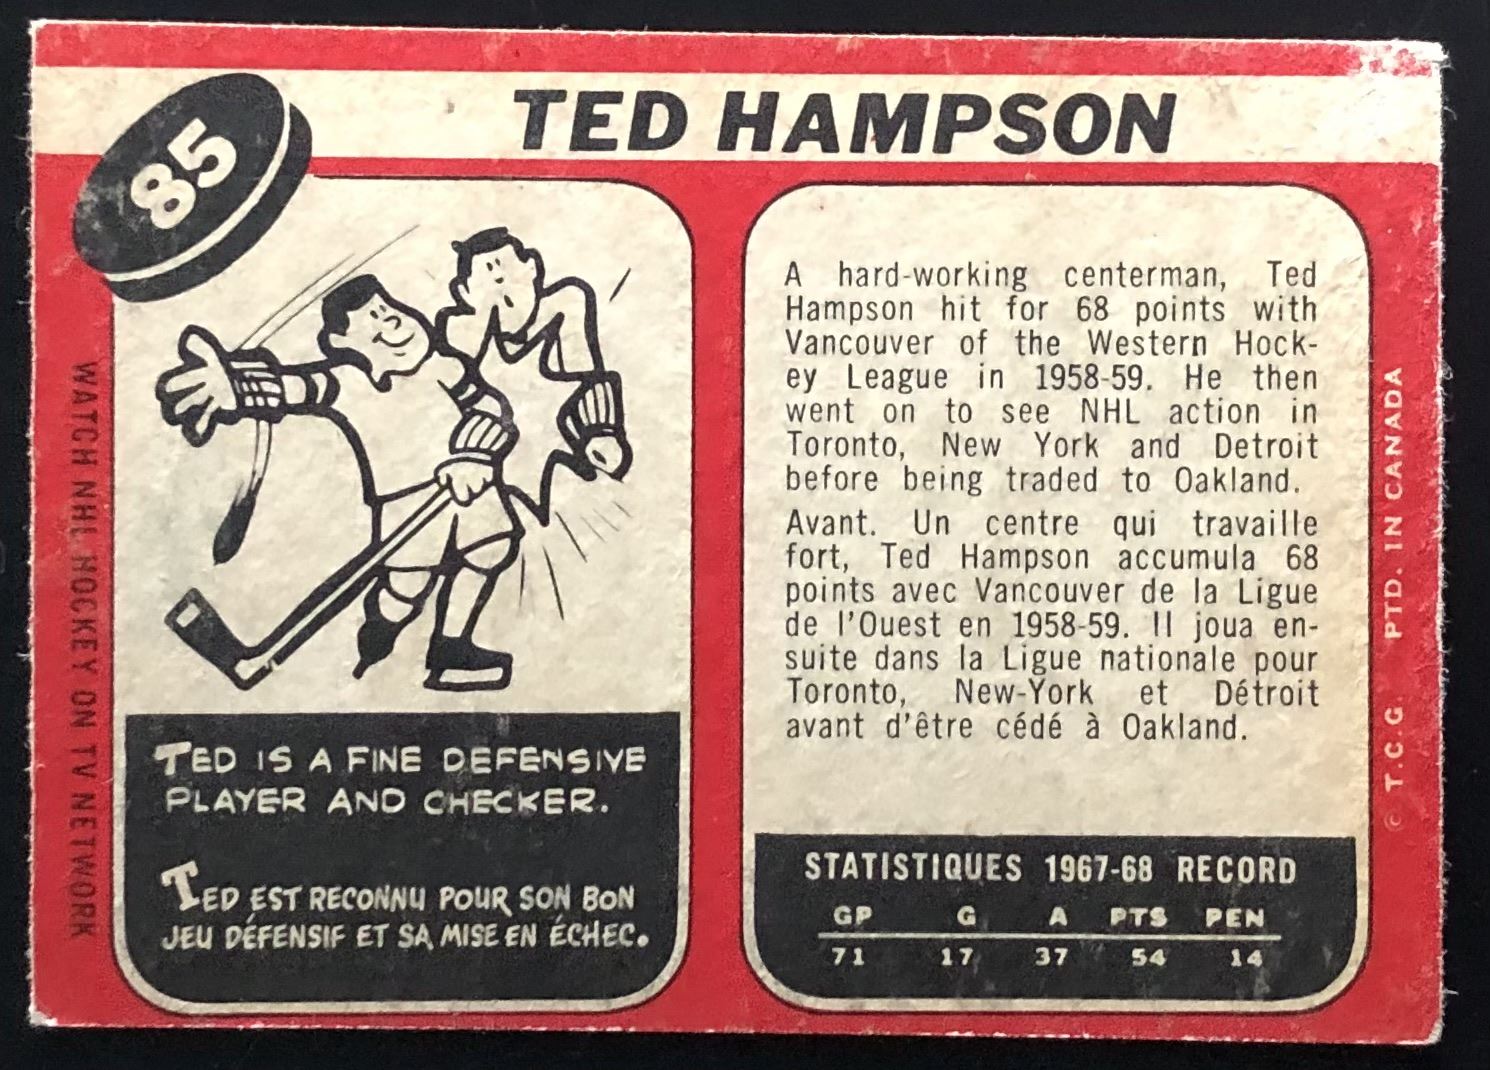 85
TED HAMPSON
WATCH NHL HOCKEY ON TV NETWORK
TED IS A FINE DEFENSIVE
PLAYER AND CHECKER.
TED EST RECONNU POUR SON BON
JEU DÉFENSIF ET SA MISE EN ÉCHEC.
A hard-working centerman, Ted
Hampson hit for 68 points with
Vancouver of the Western Hock-
ey League in 1958-59. He then
went on to see NHL action in
Toronto, New York and Detroit
before being traded to Oakland.
Avant. Un centre qui travaille
fort, Ted Hampson accumula 68
points avec Vancouver de la Ligue
de l'Ouest en 1958-59. Il joua en-
suite dans la Ligue nationale pour
Toronto, New-York et Détroit
avant d'être cédé à Oakland.
STATISTIQUES 1967-68 RECORD
GP G A PTS PEN
71 17 37 54 14
© T.C.G. PTD. IN CANADA